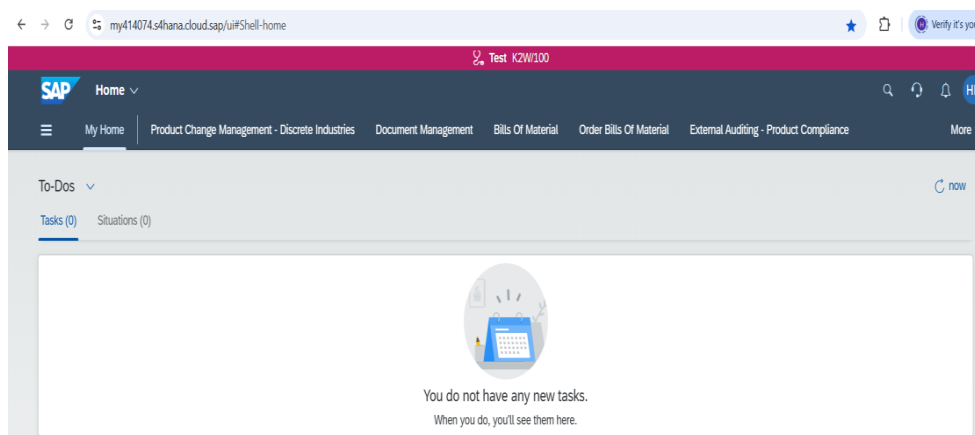 my414074.s4hana.cloud.sap/ui#Shell-home Verify it's you
Test K2W/100
SAP Home
My Home Product Change Management - Discrete Industries Document Management Bills Of Material Order Bills Of Material External Auditing - Product Compliance More
To-Dos now
Tasks (0) Situations (0)
You do not have any new tasks.
When you do, you'll see them here.